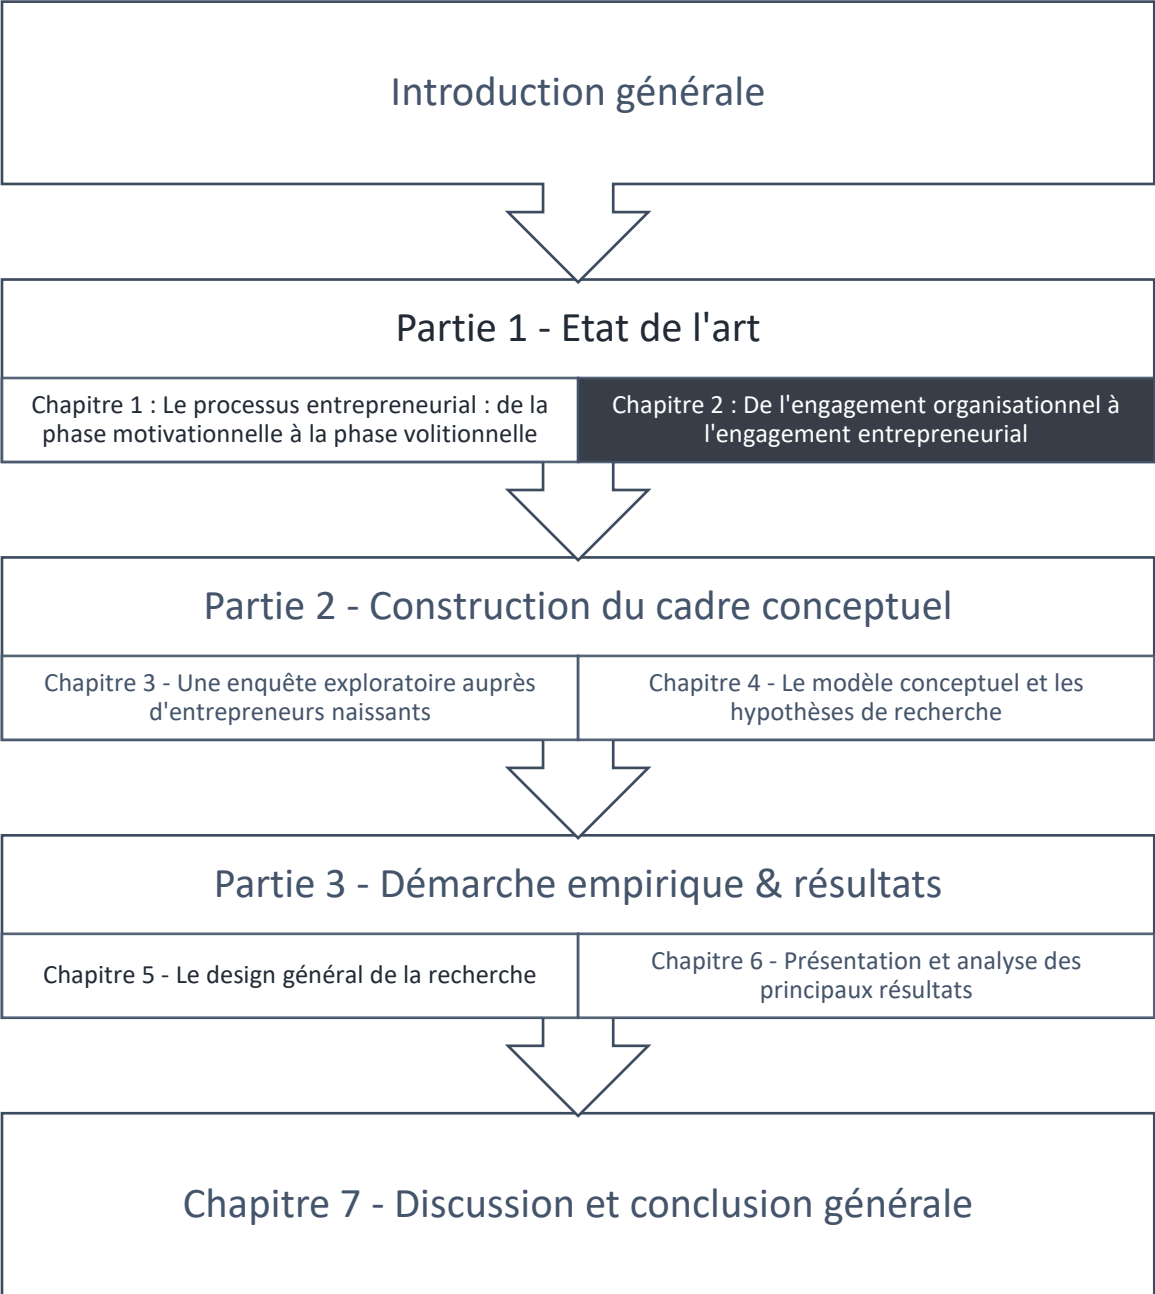 Introduction générale
Partie 1 - Etat de l'art
Chapitre 1 : Le processus entrepreneurial : de la
phase motivationnelle à la phase volitionnelle
Chapitre 2 : De l'engagement organisationnel à
l'engagement entrepreneurial
Partie 2 - Construction du cadre conceptuel
Chapitre 3 - Une enquête exploratoire auprès
d'entrepreneurs naissants
Chapitre 4 - Le modèle conceptuel et les
hypothèses de recherche
Partie 3 - Démarche empirique & résultats
Chapitre 5 - Le design général de la recherche
Chapitre 6 - Présentation et analyse des
principaux résultats
Chapitre 7 - Discussion et conclusion générale